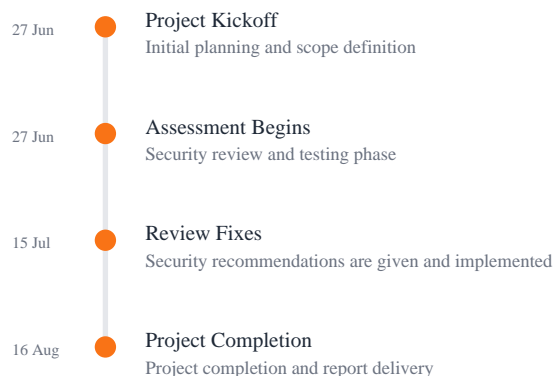 27 Jun
Project Kickoff
Initial planning and scope definition
27 Jun
Assessment Begins
Security review and testing phase
15 Jul
Review Fixes
Security recommendations are given and implemented
16 Aug
Project Completion
Project completion and report delivery